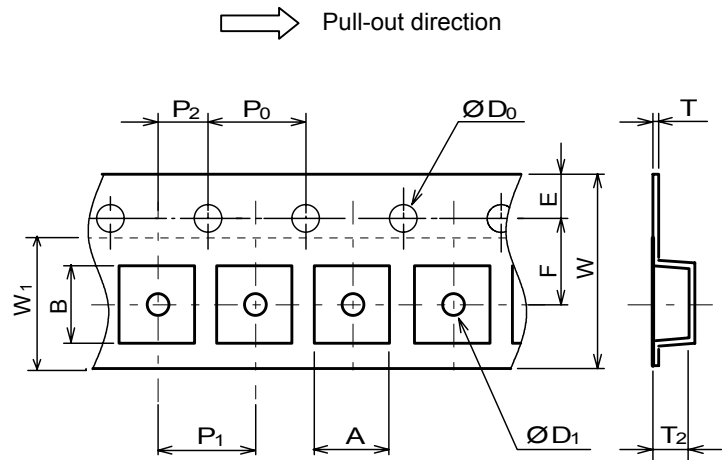 Pull-out direction
P2
P0
ØD0
T
E
F
W
W1
B
P1
A
ØD1
T2